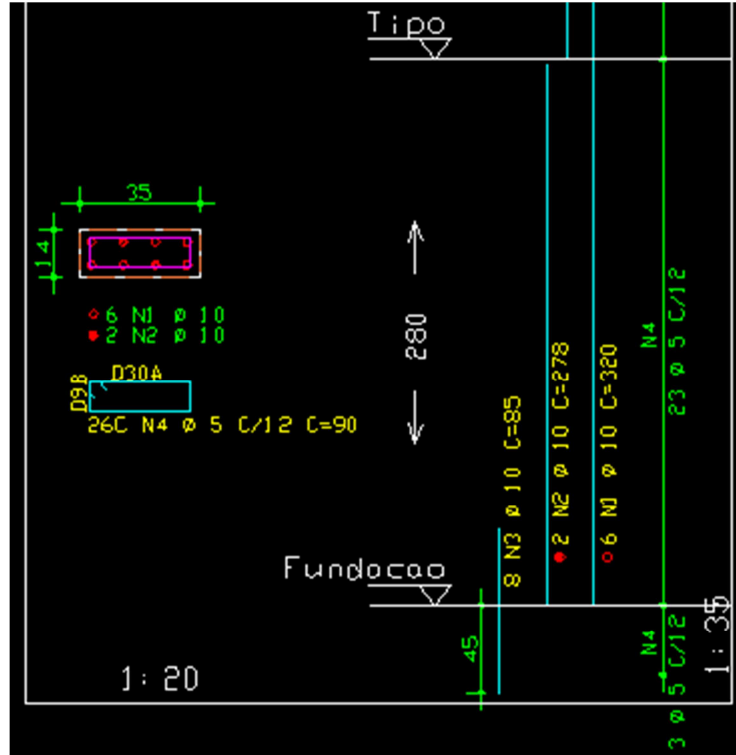 Tipo
35
14
6 N1 ø 10
2 N2 ø 10
D30A
D9B
26C N4 ø 5 C/12 C=90
280
8 N3 ø 10 C=85
2 N2 ø 10 C=278
6 N1 ø 10 C=320
N4
23 ø 5 C/12
Fundocao
45
N4
3 ø 5 C/12
1:20
1:35